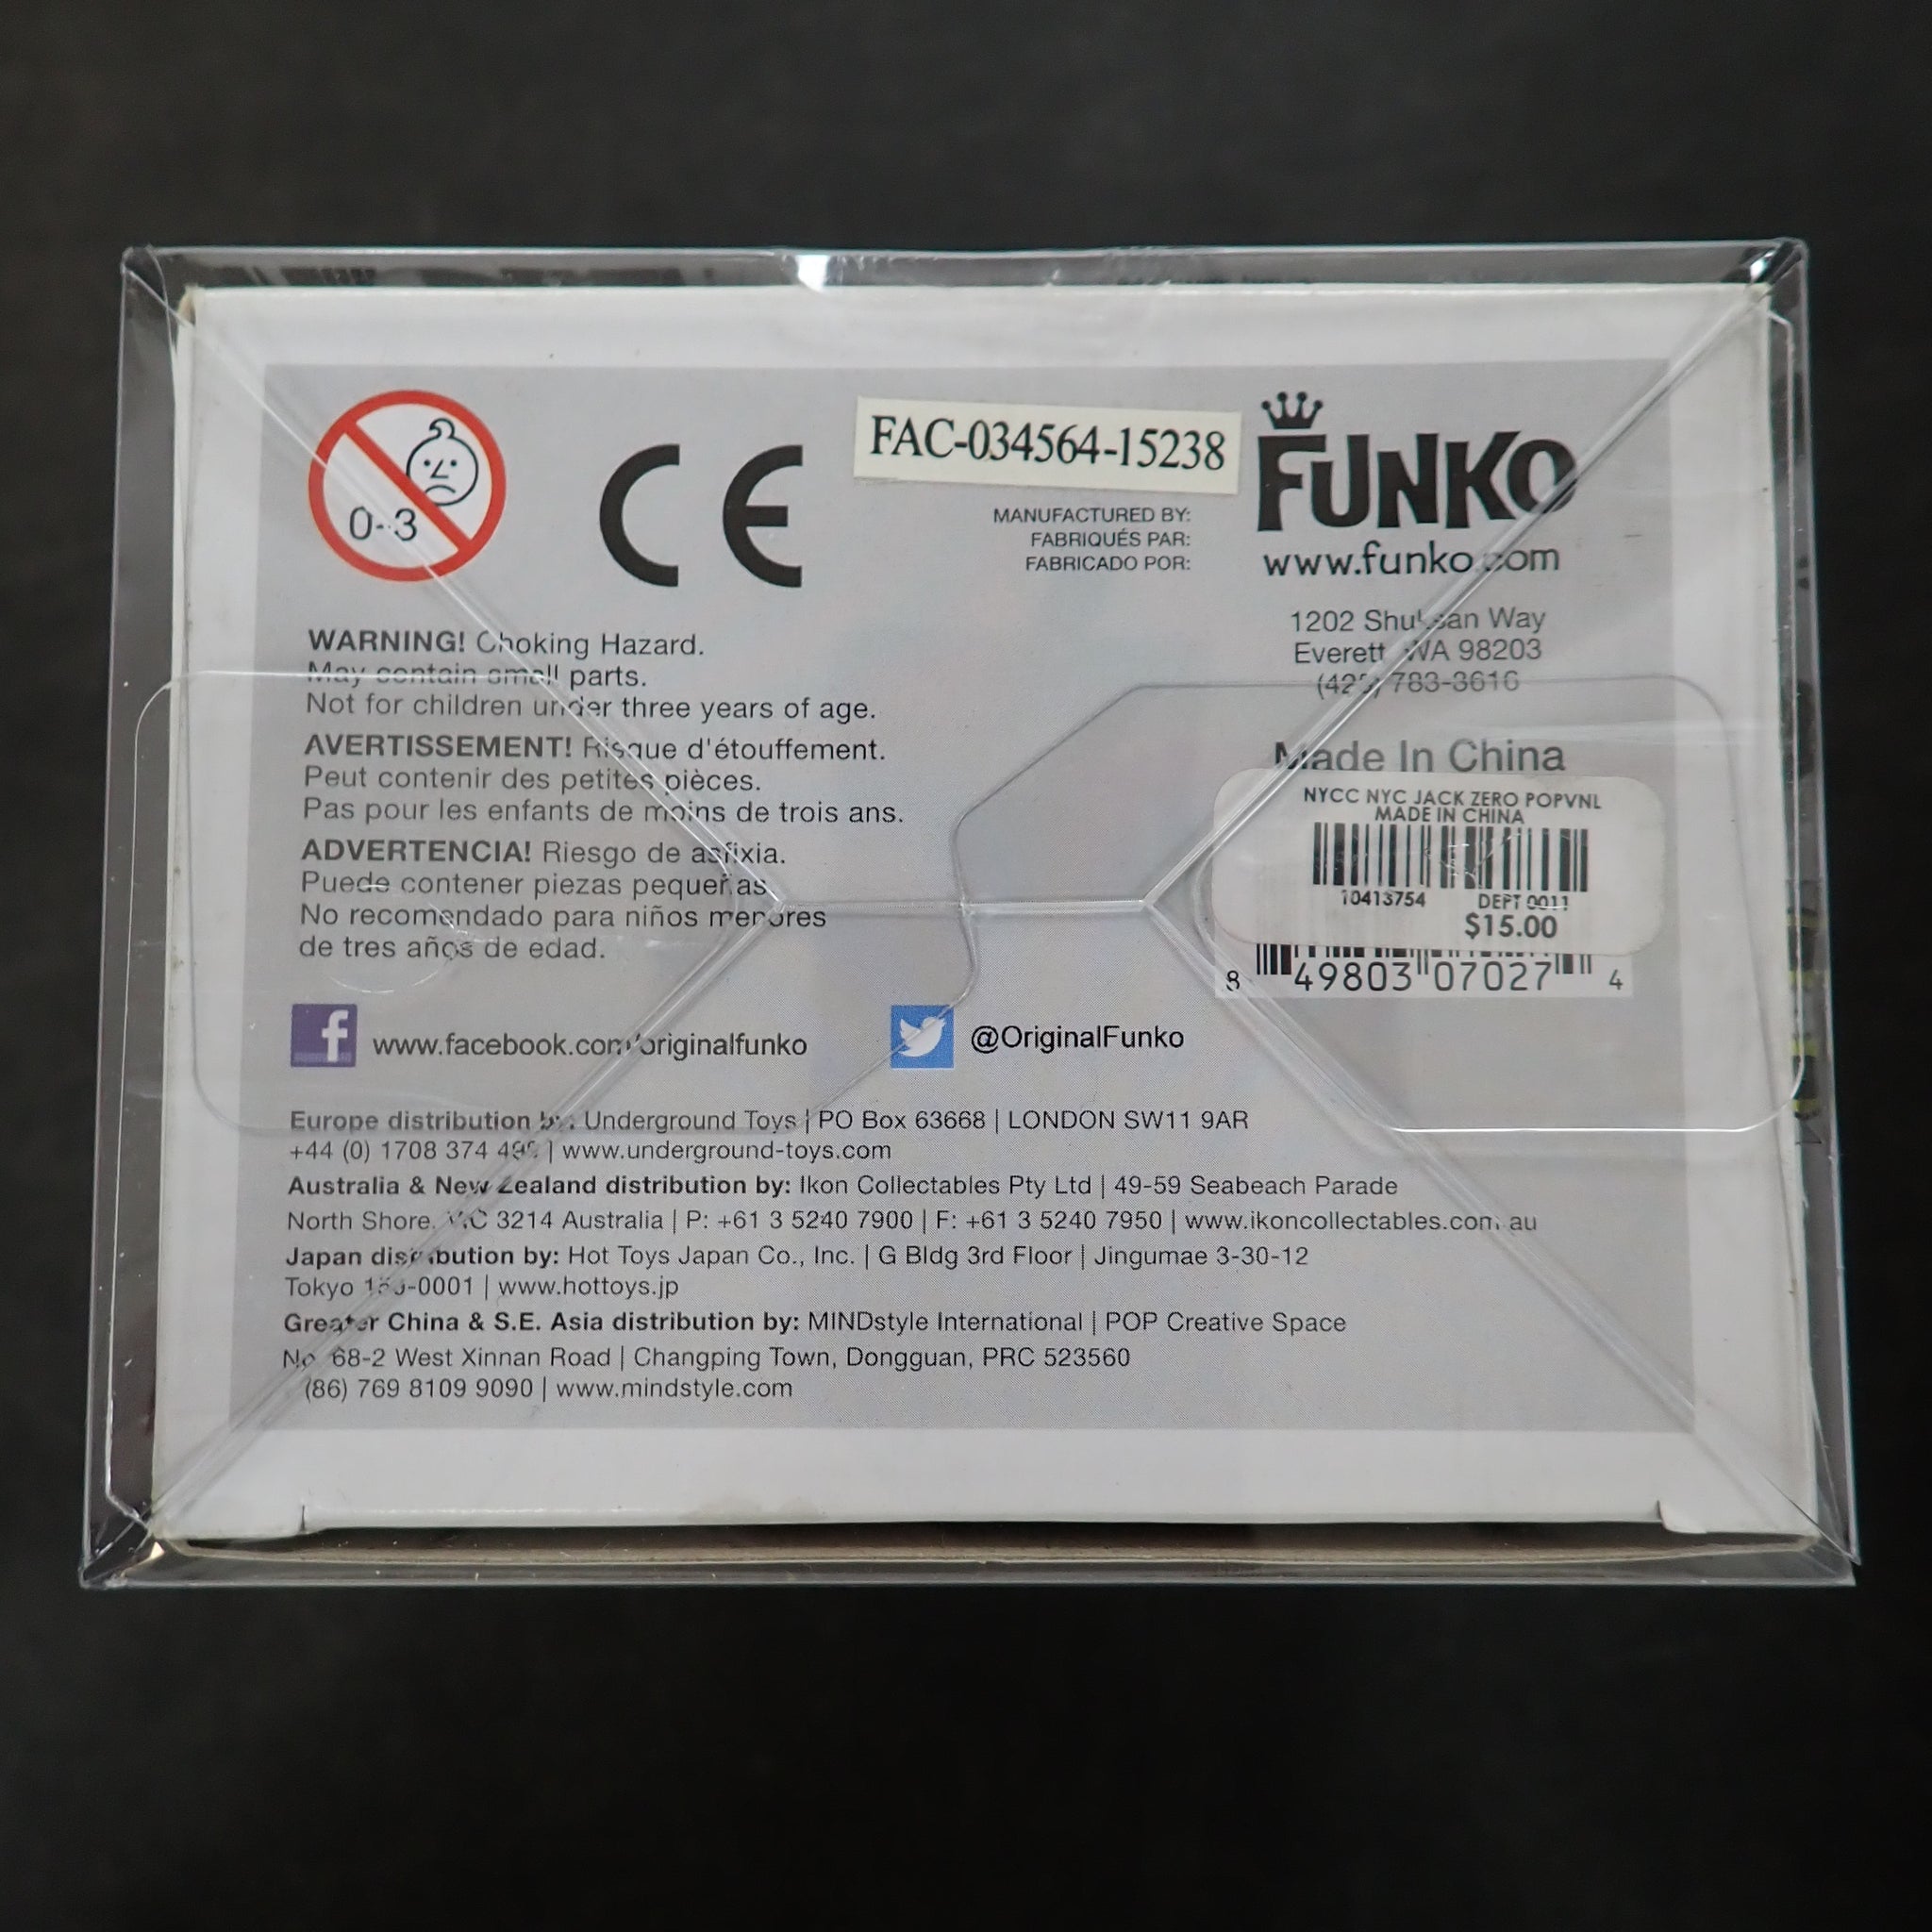 0-3
CE
FAC-034564-15238
MANUFACTURED BY:
FABRIQUÉS PAR:
FABRICADO POR:
FUNKO
www.funko.com
1202 Shuksan Way
Everett, WA 98203
783-3616
Made In China
WARNING! Choking Hazard.
May contain small parts.
Not for children under three years of age.
AVERTISSEMENT! Risque d'étouffement.
Peut contenir des petites pièces.
Pas pour les enfants de moins de trois ans.
ADVERTENCIA! Riesgo de asfixia.
Puede contener piezas pequeñas.
No recomendado para niños menores
de tres años de edad.
NYCC NYC JACK ZERO POPVNL
MADE IN CHINA
10413754 DEPT 0011
$15.00
8 49803 07027 4
www.facebook.com/originalfunko
@OriginalFunko
Europe distribution by: Underground Toys | PO Box 63668 | LONDON SW11 9AR
+44 (0) 1708 374 | www.underground-toys.com
Australia & New Zealand distribution by: Ikon Collectables Pty Ltd | 49-59 Seabeach Parade
North Shore, VIC 3214 Australia | P: +61 3 5240 7900 | F: +61 3 5240 7950 | www.ikoncollectables.com.au
Japan distribution by: Hot Toys Japan Co., Inc. | G Bldg 3rd Floor | Jingumae 3-30-12
Tokyo | www.hottoys.jp
Greater China & S.E. Asia distribution by: MINDstyle International | POP Creative Space
No. 68-2 West Xinnan Road | Changping Town, Dongguan, PRC 523560
(86) 769 8109 9090 | www.mindstyle.com